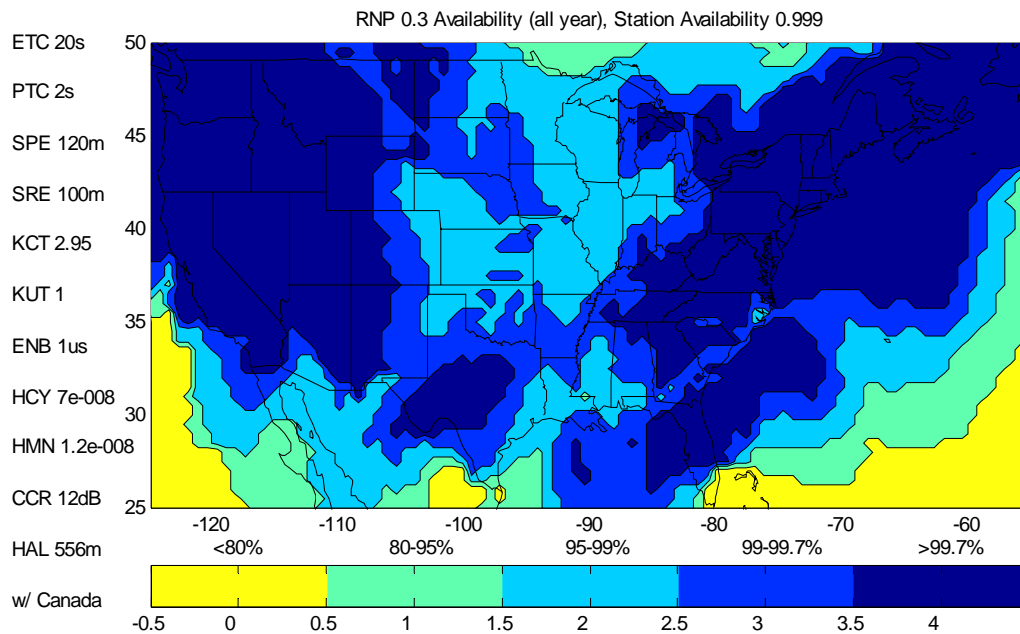 RNP 0.3 Availability (all year), Station Availability 0.999
ETC 20s
PTC 2s
SPE 120m
SRE 100m
KCT 2.95
KUT 1
ENB 1us
HCY 7e-008
HMN 1.2e-008
CCR 12dB
HAL 556m
w/ Canada
50
45
40
35
30
25
-120 -110 -100 -90 -80 -70 -60
<80% 80-95% 95-99% 99-99.7% >99.7%
-0.5 0 0.5 1 1.5 2 2.5 3 3.5 4